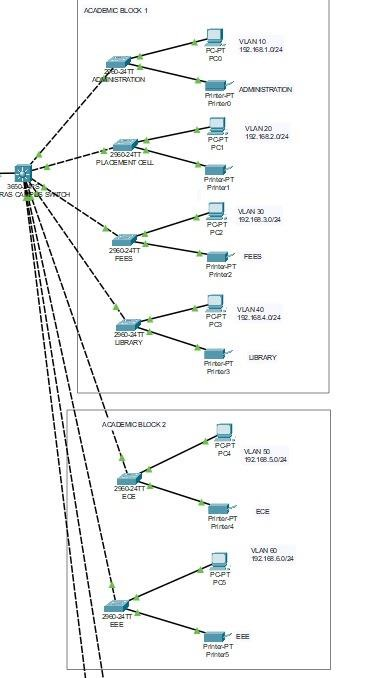 ACADEMIC BLOCK 1
PC-PT
PC0
VLAN 10
192.168.1.0/24
2960-24TT
ADMINISTRATION
Printer-PT
Printer0
ADMINISTRATION
PC-PT
PC1
VLAN 20
192.168.2.0/24
2960-24TT
PLACEMENT CELL
Printer-PT
Printer1
PC-PT
PC2
VLAN 30
192.168.3.0/24
2960-24TT
FEES
Printer-PT
Printer2
FEES
PC-PT
PC3
VLAN 40
192.168.4.0/24
2960-24TT
LIBRARY
Printer-PT
Printer3
LIBRARY
ACADEMIC BLOCK 2
PC-PT
PC4
VLAN 50
192.168.5.0/24
2960-24TT
ECE
Printer-PT
Printer4
ECE
VLAN 60
192.168.6.0/24
PC-PT
PC5
2960-24TT
EEE
Printer-PT
Printer5
EEE